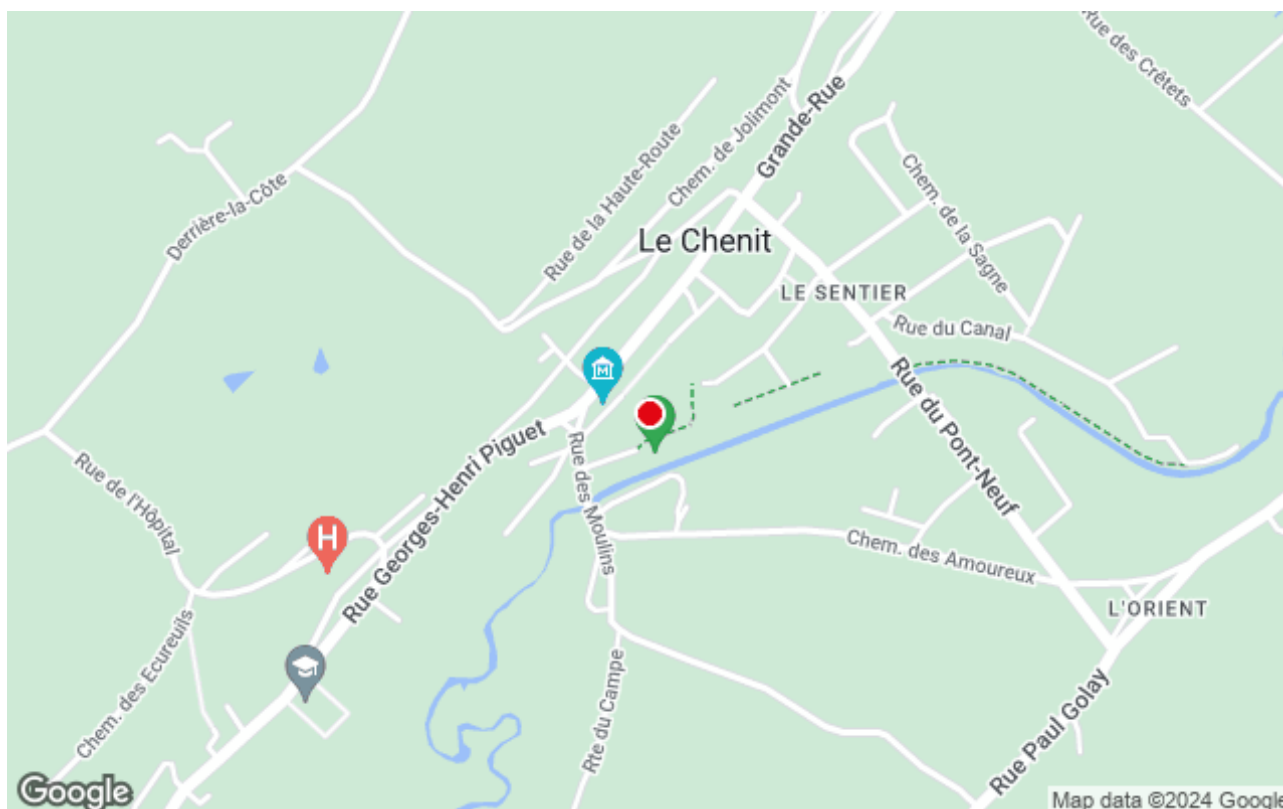 Rue des Crêtets
Grande-Rue
Chem. de Jolimont
Rue de la Haute-Route
Chem. de la Sagne
Derrière-la-Côte
Le Chenit
LE SENTIER
Rue du Canal
M
Rue du Pont-Neuf
Rue Georges-Henri Piguet
Rue des Moulins
Rue de l'Hôpital
H
Chem. des Amoureux
L'ORIENT
Chem. des Ecureuils
Rte du Campe
Rue Paul Golay
Google
Map data ©2024 Google